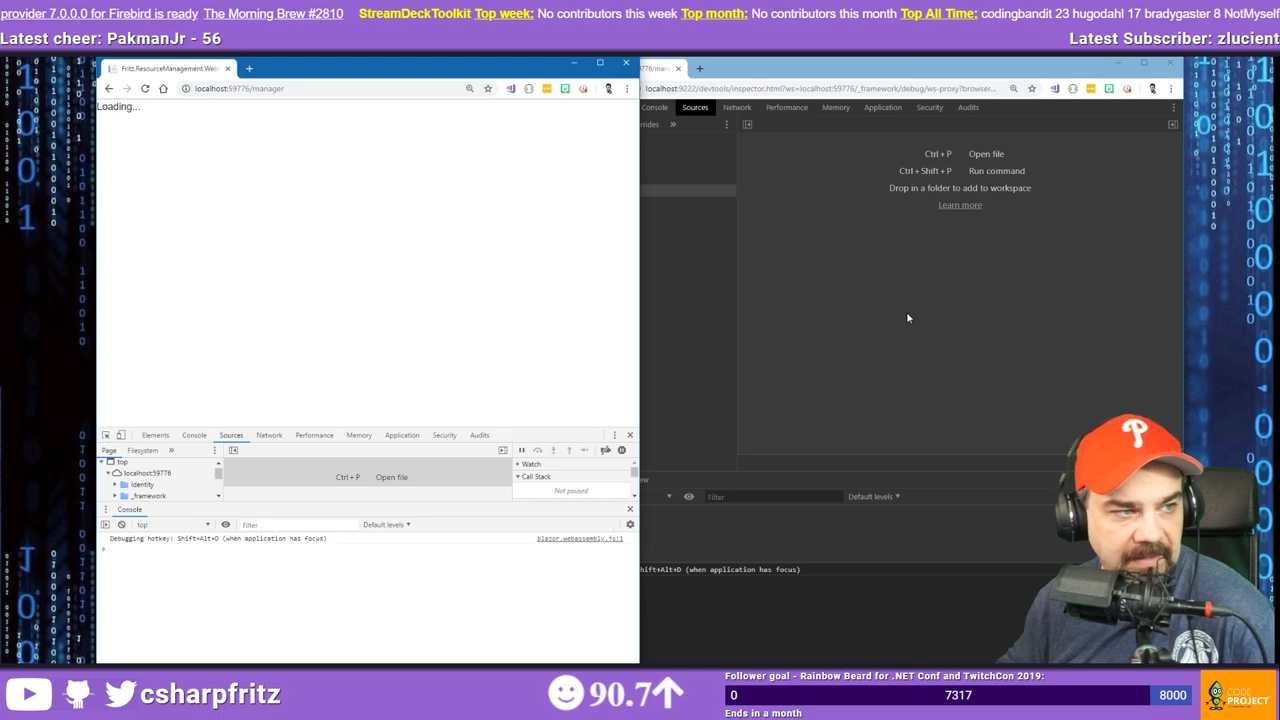 provider 7.0.0.0 for Firebird is ready The Morning Brew #2810 StreamDeckToolkit Top week: No contributors this week Top month: No contributors this month Top All Time: codingbandit 23 hugodahl 17 bradygaster 8 NotMyself
Latest cheer: PakmanJr - 56
Latest Subscriber: zlucient
Fritz.ResourceManagement.Web
9776/man
localhost:59776/manager
localhost:9222/devtools/inspector.html?ws=localhost:59776/_framework/debug/ws-proxy?browser...
Loading...
Console Sources Network Performance Memory Application Security Audits
rrides
Ctrl + P Open file
Ctrl + Shift + P Run command
Drop in a folder to add to workspace
Learn more
Elements Console Sources Network Performance Memory Application Security Audits
Page Filesystem
top
localhost:59776
Identity
_framework
Ctrl + P Open file
Watch
Call Stack
Not paused
Console
top Filter Default levels
Debugging hotkey: Shift+Alt+D (when application has focus) blazor.webassembly.js:1
Filter Default levels
hift+Alt+D (when application has focus)
csharpfritz
90.7
Follower goal - Rainbow Beard for .NET Conf and TwitchCon 2019:
0 7317 8000
Ends in a month
CODE
PROJECT